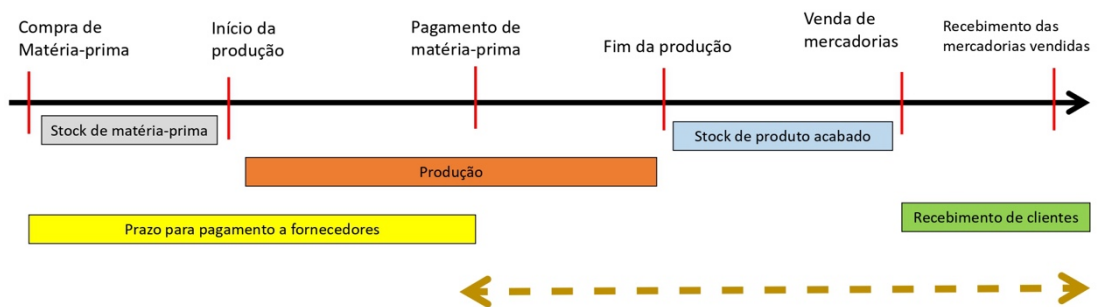 Compra de
Matéria-prima
Início da
produção
Pagamento de
matéria-prima
Fim da produção
Venda de
mercadorias
Recebimento das
mercadorias vendidas
Stock de matéria-prima
Stock de produto acabado
Produção
Recebimento de clientes
Prazo para pagamento a fornecedores